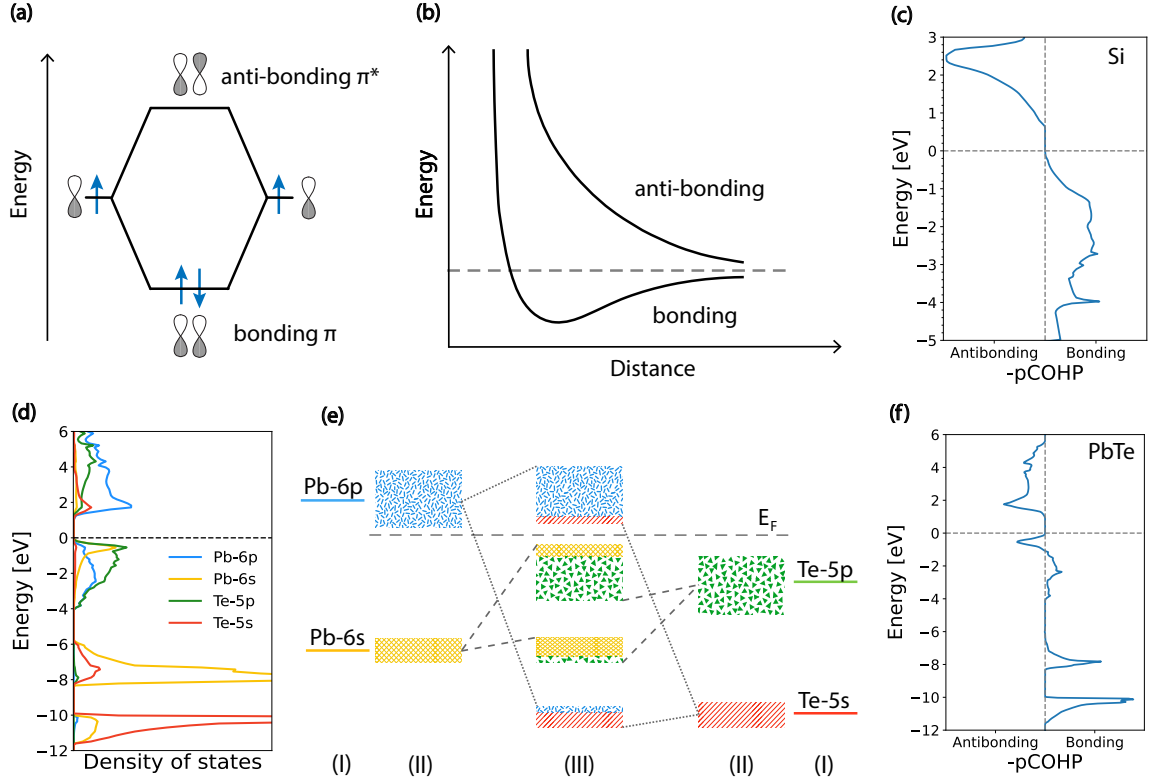 (a)
Energy
anti-bonding π*
bonding π
(b)
Energy
anti-bonding
bonding
Distance
(c)
Energy [eV]
3
2
1
0
−1
−2
−3
−4
−5
Si
Antibonding
Bonding
-pCOHP
(d)
Energy [eV]
6
4
2
0
−2
−4
−6
−8
−10
−12
Pb-6p
Pb-6s
Te-5p
Te-5s
Density of states
(e)
Pb-6p
E_F
Te-5p
Pb-6s
Te-5s
(I)
(II)
(III)
(II)
(I)
(f)
Energy [eV]
6
4
2
0
−2
−4
−6
−8
−10
−12
PbTe
Antibonding
Bonding
-pCOHP